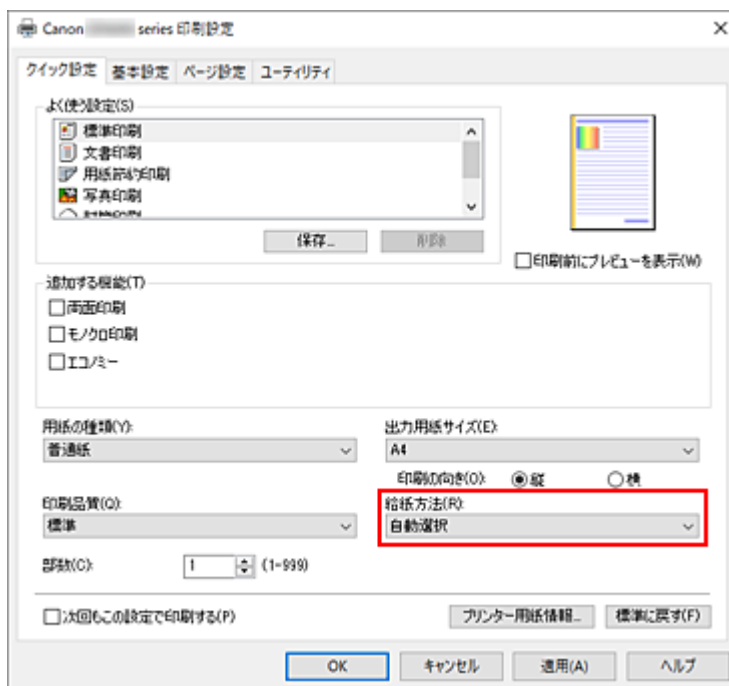 Canon series 印刷設定
クイック設定 基本設定 ページ設定 ユーティリティ
よく使う設定(S)
標準印刷
文書印刷
用紙節約印刷
写真印刷
保存...
削除
印刷前にプレビューを表示(W)
追加する機能(T)
両面印刷
モノクロ印刷
エコノミー
用紙の種類(Y):
普通紙
出力用紙サイズ(E):
A4
印刷の向き(O): 縦 横
印刷品質(Q):
標準
給紙方法(R):
自動選択
部数(C): 1 (1-999)
次回もこの設定で印刷する(P)
プリンター用紙情報... 標準に戻す(F)
OK キャンセル 適用(A) ヘルプ